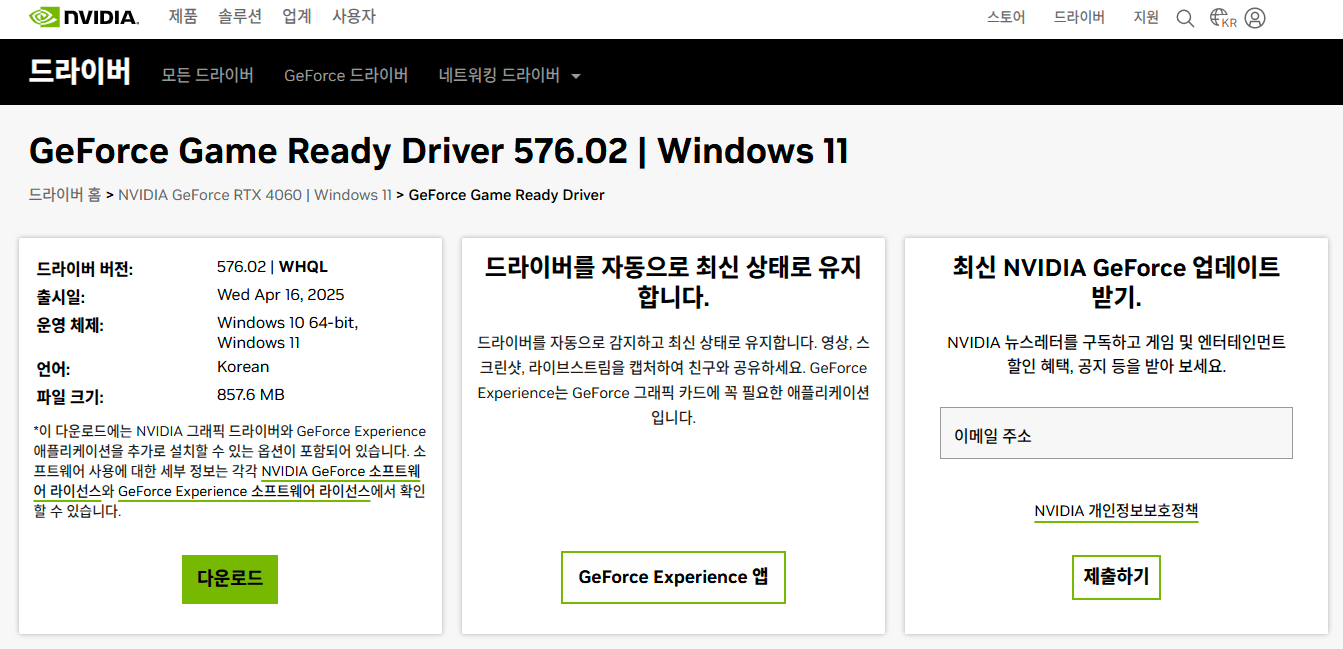 NVIDIA. 제품 솔루션 업계 사용자 스토어 드라이버 지원 KR
드라이버 모든 드라이버 GeForce 드라이버 네트워킹 드라이버
GeForce Game Ready Driver 576.02 | Windows 11
드라이버 홈 > NVIDIA GeForce RTX 4060 | Windows 11 > GeForce Game Ready Driver
드라이버 버전: 576.02 | WHQL
출시일: Wed Apr 16, 2025
운영 체제: Windows 10 64-bit,
Windows 11
언어: Korean
파일 크기: 857.6 MB
*이 다운로드에는 NVIDIA 그래픽 드라이버와 GeForce Experience
애플리케이션을 추가로 설치할 수 있는 옵션이 포함되어 있습니다. 소
프트웨어 사용에 대한 세부 정보는 각각 NVIDIA GeForce 소프트웨
어 라이선스와 GeForce Experience 소프트웨어 라이선스에서 확인
할 수 있습니다.
다운로드
드라이버를 자동으로 최신 상태로 유지
합니다.
드라이버를 자동으로 감지하고 최신 상태로 유지합니다. 영상, 스
크린샷, 라이브스트림을 캡처하여 친구와 공유하세요. GeForce
Experience는 GeForce 그래픽 카드에 꼭 필요한 애플리케이션
입니다.
GeForce Experience 앱
최신 NVIDIA GeForce 업데이트
받기.
NVIDIA 뉴스레터를 구독하고 게임 및 엔터테인먼트
할인 혜택, 공지 등을 받아 보세요.
이메일 주소
NVIDIA 개인정보보호정책
제출하기